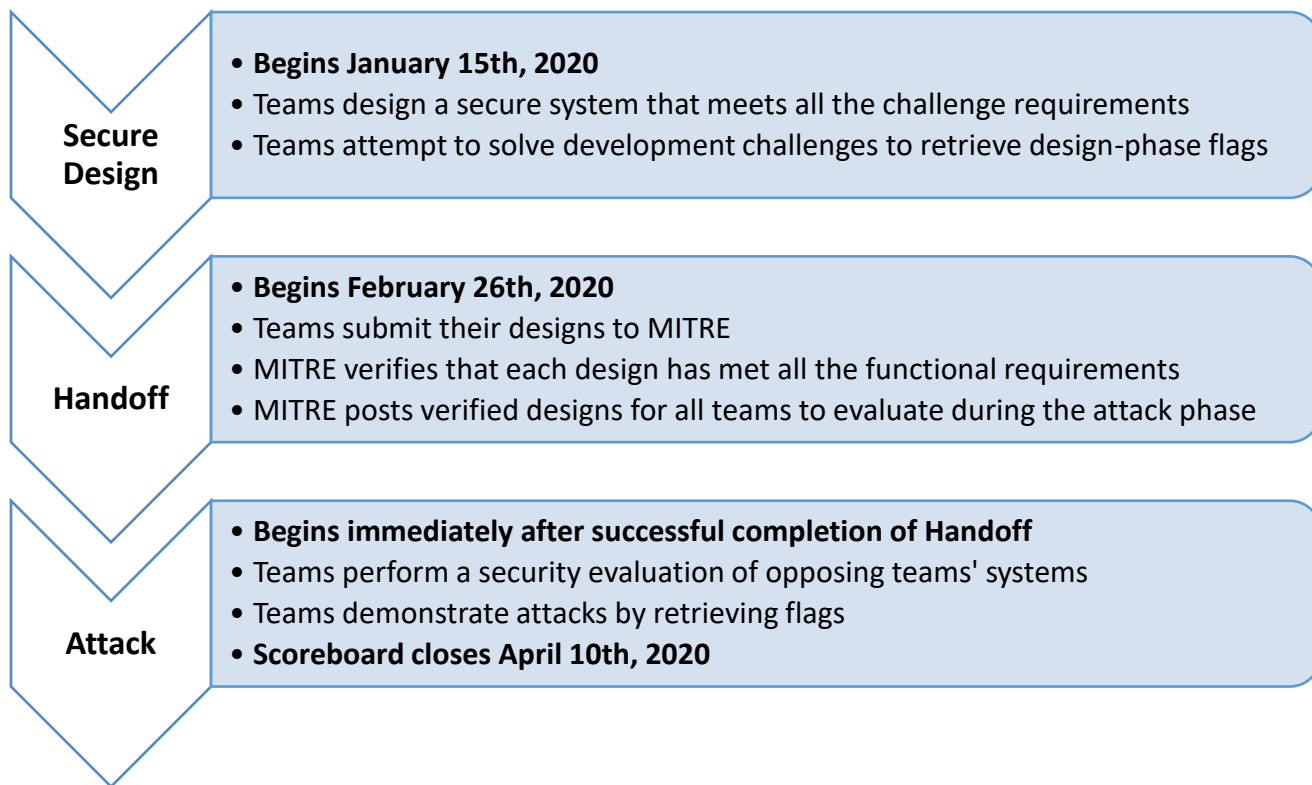 Secure
Design
• Begins January 15th, 2020
• Teams design a secure system that meets all the challenge requirements
• Teams attempt to solve development challenges to retrieve design-phase flags
Handoff
• Begins February 26th, 2020
• Teams submit their designs to MITRE
• MITRE verifies that each design has met all the functional requirements
• MITRE posts verified designs for all teams to evaluate during the attack phase
Attack
• Begins immediately after successful completion of Handoff
• Teams perform a security evaluation of opposing teams' systems
• Teams demonstrate attacks by retrieving flags
• Scoreboard closes April 10th, 2020